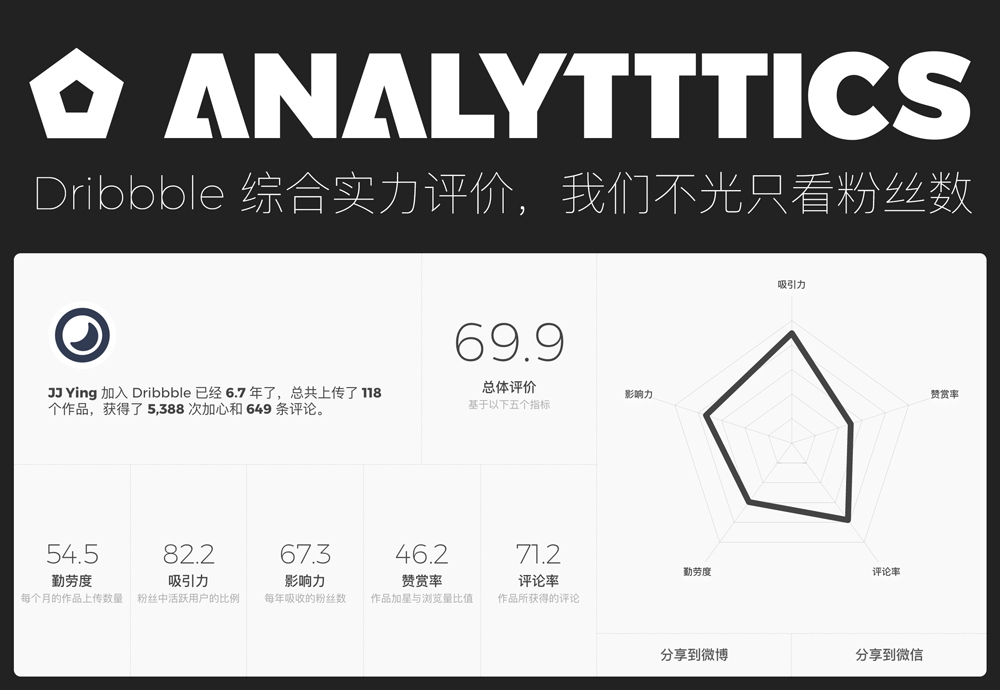 ANALYTTTICS
Dribbble 综合实力评价，我们不光只看粉丝数
JJ Ying 加入 Dribbble 已经 6.7 年了，总共上传了 118
个作品，获得了 5,388 次加心和 649 条评论。
69.9
总体评价
基于以下五个指标
54.5
勤劳度
每个月的作品上传数量
82.2
吸引力
粉丝中活跃用户的比例
67.3
影响力
每年吸收的粉丝数
46.2
赞赏率
作品加星与浏览量比值
71.2
评论率
作品所获得的评论
吸引力
影响力
赞赏率
勤劳度
评论率
分享到微博
分享到微信